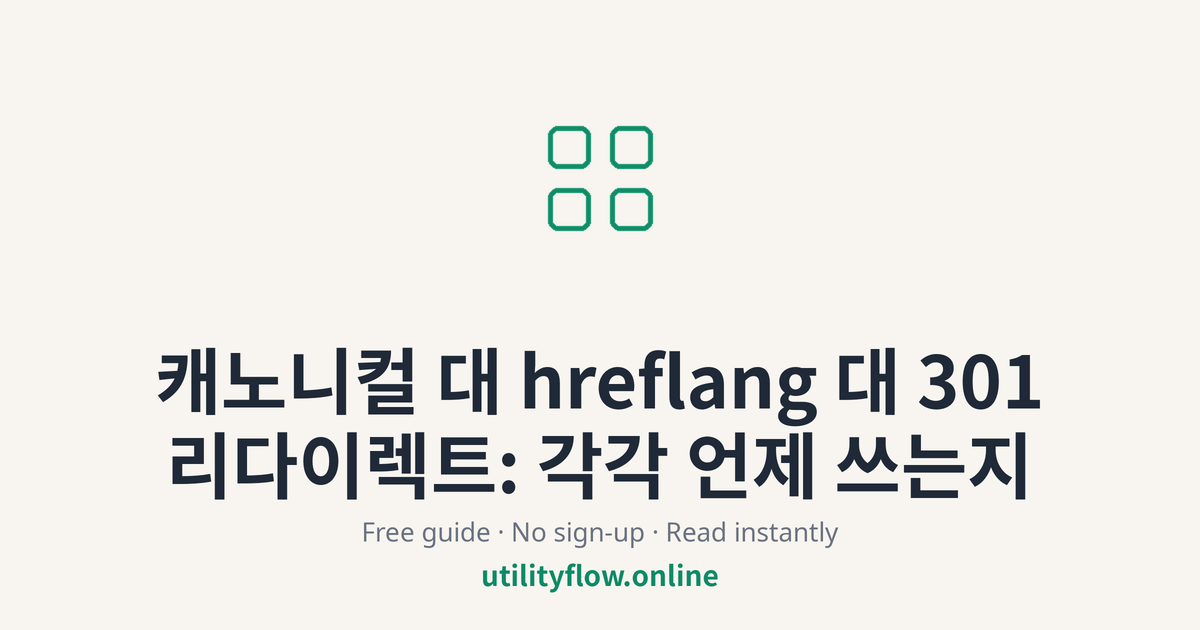 캐노니컬 대 hreflang 대 301
리다이렉트: 각각 언제 쓰는지
Free guide · No sign-up · Read instantly
utilityflow.online